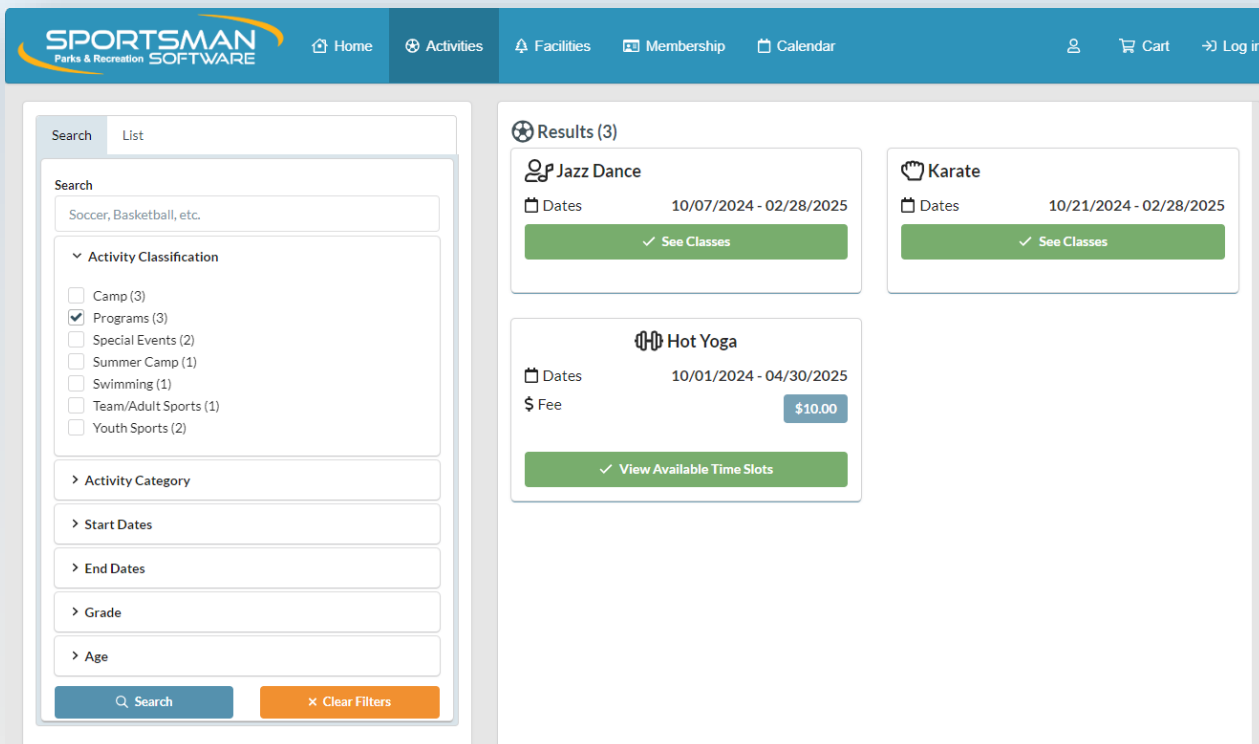 SPORTSMAN
Parks & Recreation SOFTWARE
Home
Activities
Facilities
Membership
Calendar
Cart
Log in
Search
List
Search
Soccer, Basketball, etc.
Activity Classification
Camp (3)
Programs (3)
Special Events (2)
Summer Camp (1)
Swimming (1)
Team/Adult Sports (1)
Youth Sports (2)
Activity Category
Start Dates
End Dates
Grade
Age
Search
Clear Filters
Results (3)
Jazz Dance
Dates 10/07/2024 - 02/28/2025
See Classes
Karate
Dates 10/21/2024 - 02/28/2025
See Classes
Hot Yoga
Dates 10/01/2024 - 04/30/2025
$ Fee $10.00
View Available Time Slots